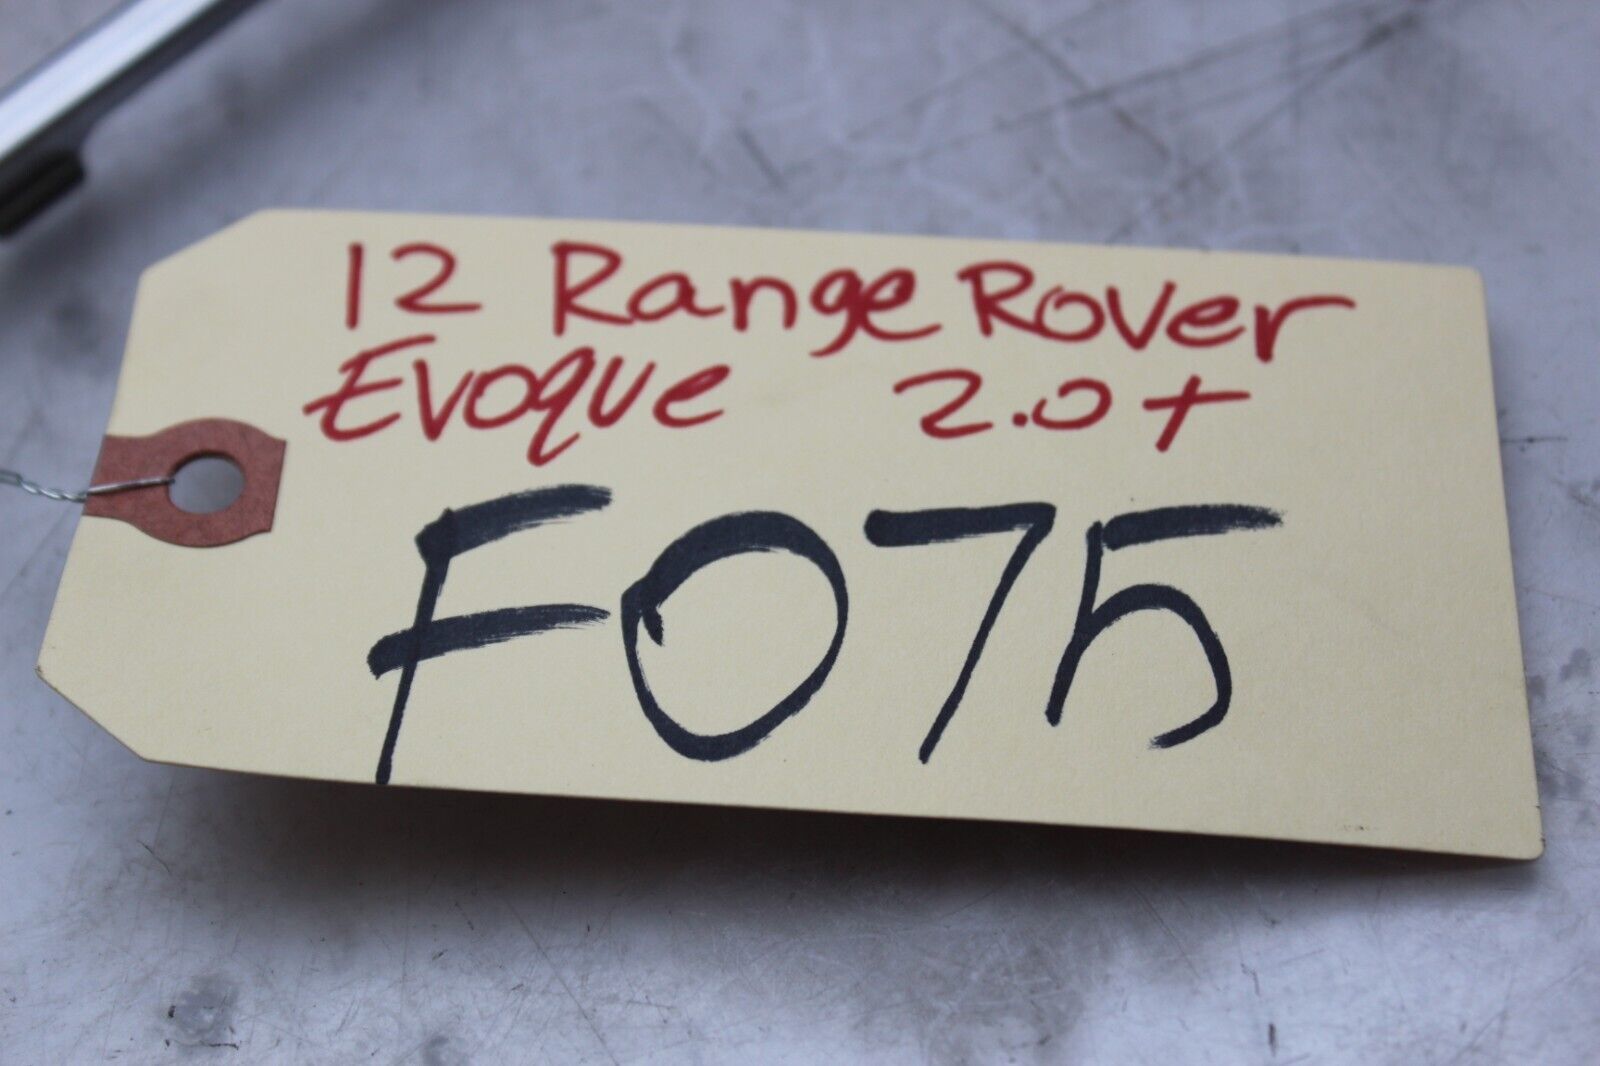 12 Range Rover
Evoque 2.0t
F075